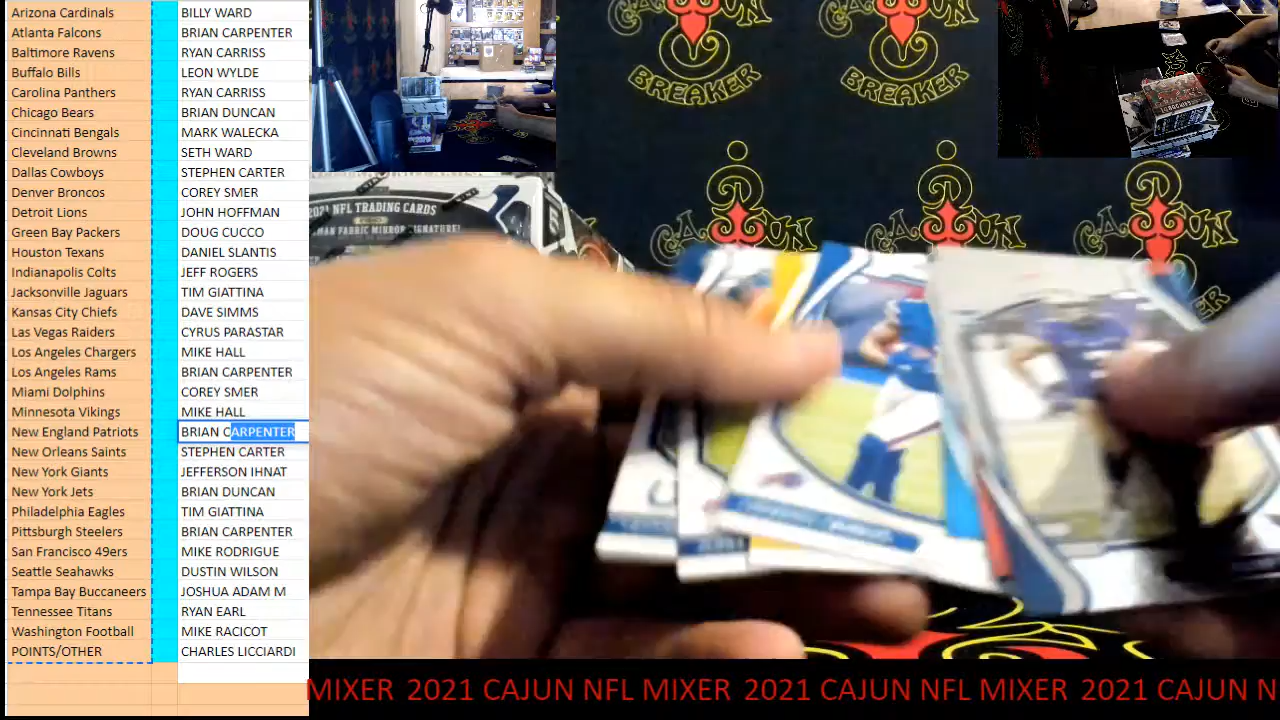 Arizona Cardinals BILLY WARD
Atlanta Falcons BRIAN CARPENTER
Baltimore Ravens RYAN CARRISS
Buffalo Bills LEON WYLDE
Carolina Panthers RYAN CARRISS
Chicago Bears BRIAN DUNCAN
Cincinnati Bengals MARK WALECKA
Cleveland Browns SETH WARD
Dallas Cowboys STEPHEN CARTER
Denver Broncos COREY SMER
Detroit Lions JOHN HOFFMAN
Green Bay Packers DOUG CUCCO
Houston Texans DANIEL SLANTIS
Indianapolis Colts JEFF ROGERS
Jacksonville Jaguars TIM GIATTINA
Kansas City Chiefs DAVE SIMMS
Las Vegas Raiders CYRUS PARASTAR
Los Angeles Chargers MIKE HALL
Los Angeles Rams BRIAN CARPENTER
Miami Dolphins COREY SMER
Minnesota Vikings MIKE HALL
New England Patriots BRIAN CARPENTER
New Orleans Saints STEPHEN CARTER
New York Giants JEFFERSON IHNAT
New York Jets BRIAN DUNCAN
Philadelphia Eagles TIM GIATTINA
Pittsburgh Steelers BRIAN CARPENTER
San Francisco 49ers MIKE RODRIGUE
Seattle Seahawks DUSTIN WILSON
Tampa Bay Buccaneers JOSHUA ADAM M
Tennessee Titans RYAN EARL
Washington Football MIKE RACICOT
POINTS/OTHER CHARLES LICCIARDI
BREAKER BREAKER
2021 NFL TRADING CARDS
FABRIC MIRROR SIGNATURE!
CAJUN CAJUN CAJUN
MIXER 2021 CAJUN NFL MIXER 2021 CAJUN NFL MIXER 2021 CAJUN N